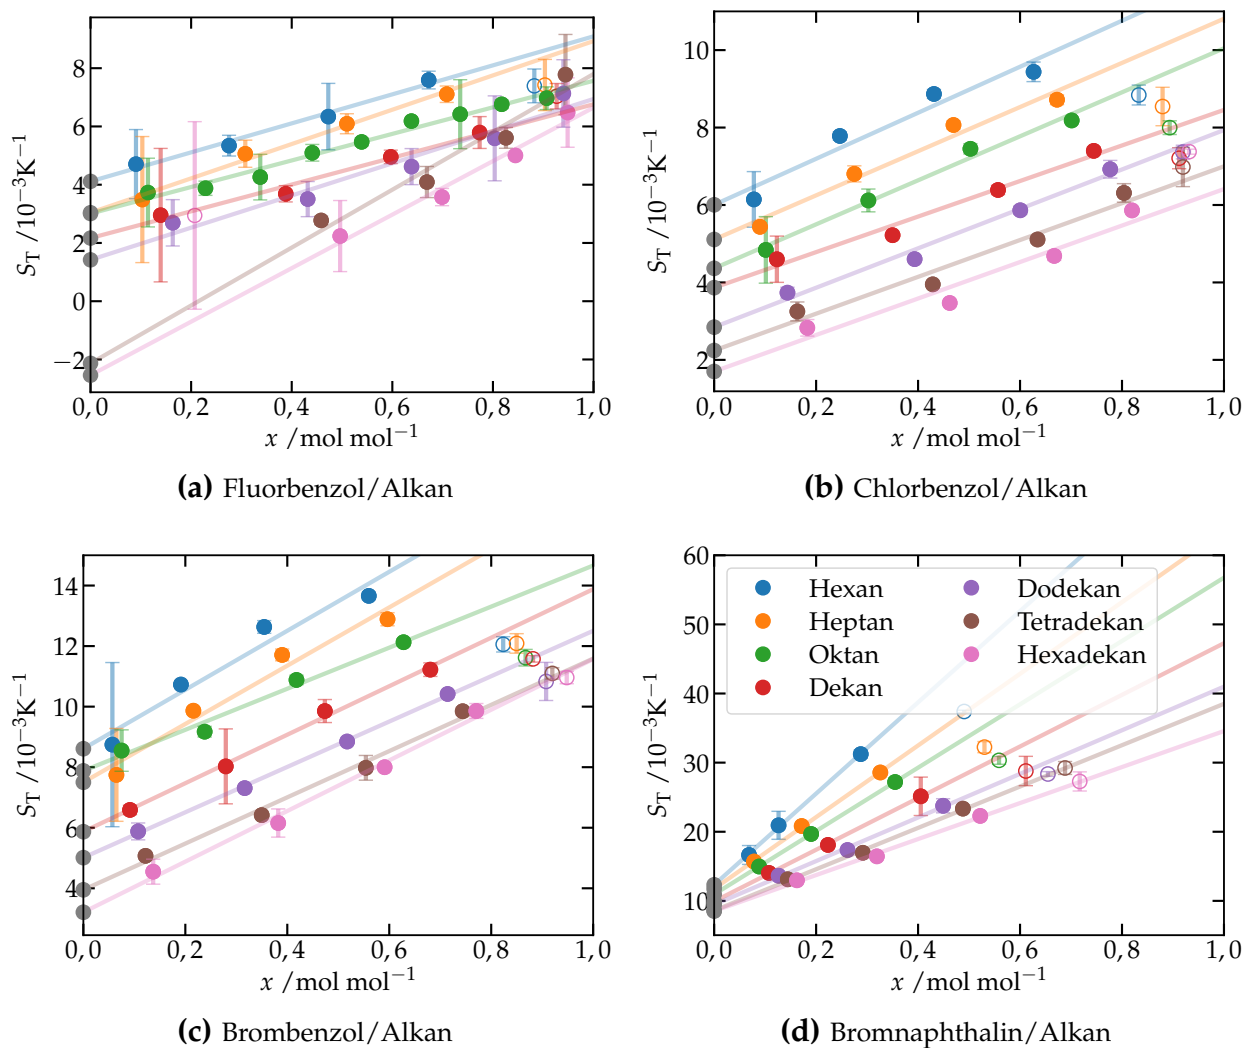 8
6
4
2
0
−2
S_T /10⁻³K⁻¹
0,0 0,2 0,4 0,6 0,8 1,0
x /mol mol⁻¹
(a) Fluorbenzol/Alkan
10
8
6
4
2
S_T /10⁻³K⁻¹
0,0 0,2 0,4 0,6 0,8 1,0
x /mol mol⁻¹
(b) Chlorbenzol/Alkan
14
12
10
8
6
4
S_T /10⁻³K⁻¹
0,0 0,2 0,4 0,6 0,8 1,0
x /mol mol⁻¹
(c) Brombenzol/Alkan
60
50
40
30
20
10
S_T /10⁻³K⁻¹
Hexan
Heptan
Oktan
Dekan
Dodekan
Tetradekan
Hexadekan
0,0 0,2 0,4 0,6 0,8 1,0
x /mol mol⁻¹
(d) Bromnaphthalin/Alkan